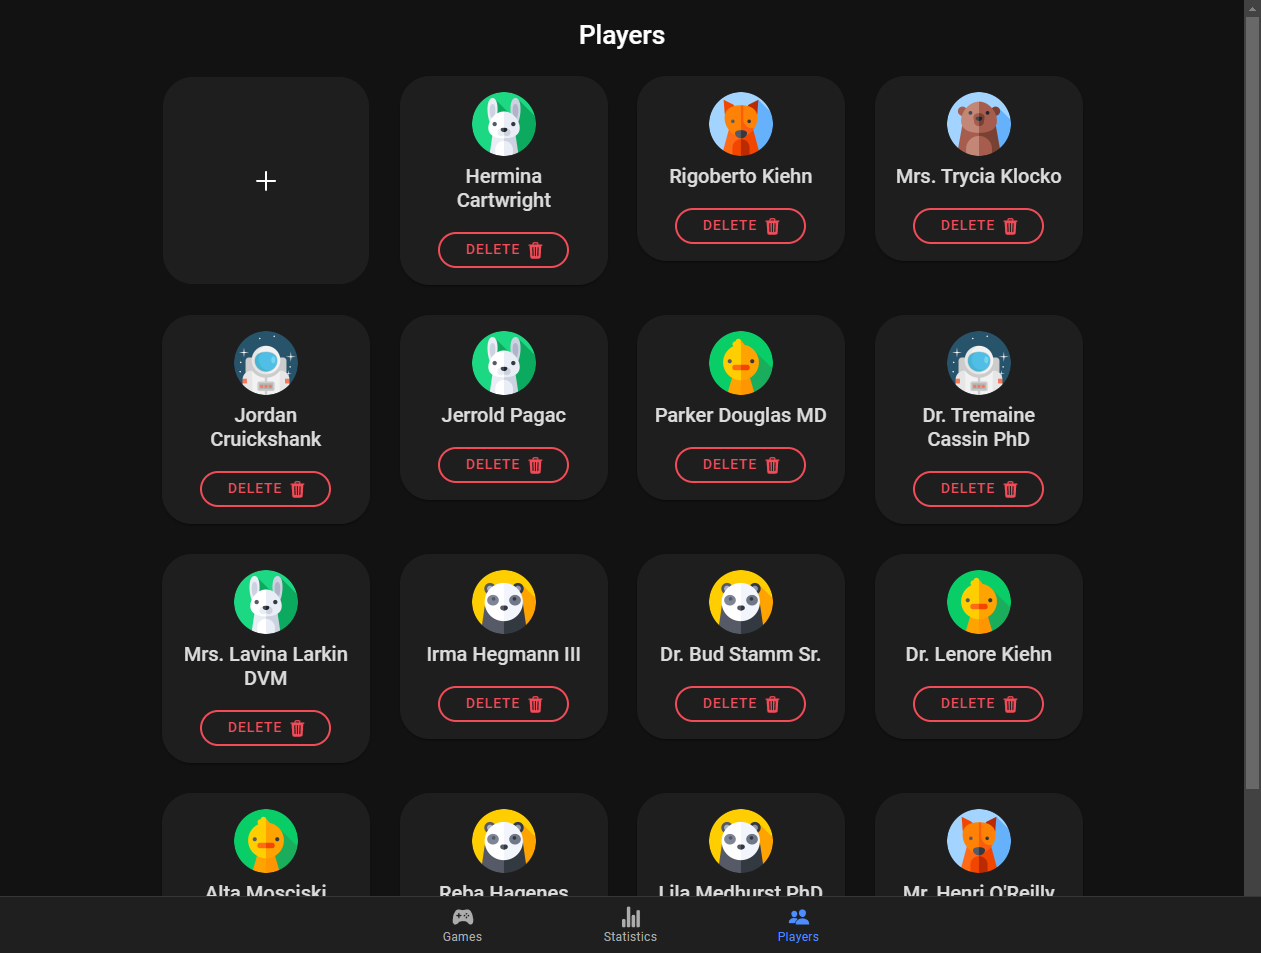 Players
Hermina
Cartwright
DELETE
Rigoberto Kiehn
DELETE
Mrs. Trycia Klocko
DELETE
Jordan
Cruickshank
DELETE
Jerrold Pagac
DELETE
Parker Douglas MD
DELETE
Dr. Tremaine
Cassin PhD
DELETE
Mrs. Lavina Larkin
DVM
DELETE
Irma Hegmann III
DELETE
Dr. Bud Stamm Sr.
DELETE
Dr. Lenore Kiehn
DELETE
Alta Mosciski
Reba Hagenes
Lila Medhurst PhD
Mr. Henri O'Reilly
Games
Statistics
Players